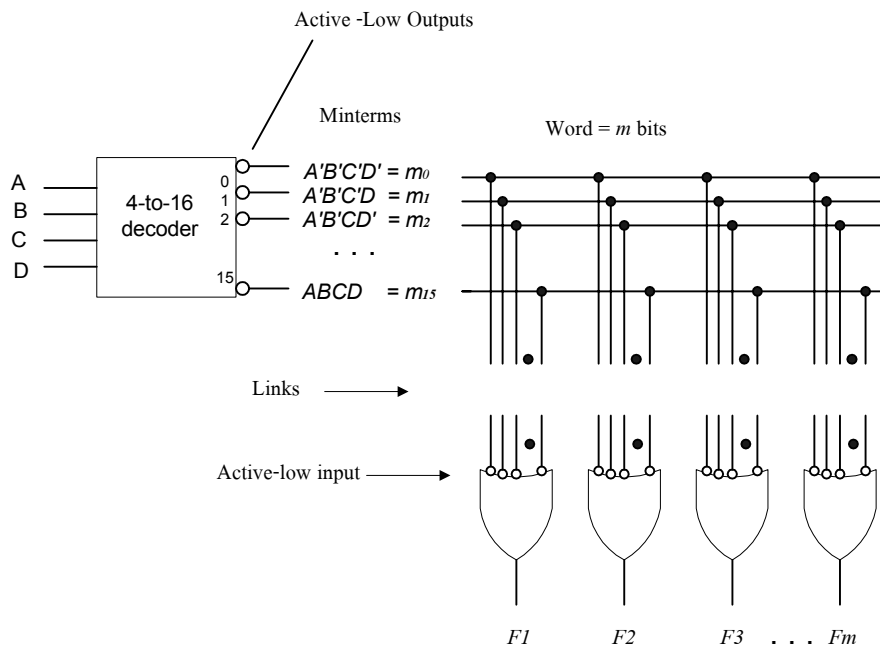 Active -Low Outputs
Minterms
Word = m bits
A
B
C
D
4-to-16
decoder
0
1
2
15
A'B'C'D' = m0
A'B'C'D = m1
A'B'CD' = m2
. . .
ABCD = m15
Links
Active-low input
F1 F2 F3 . . . Fm